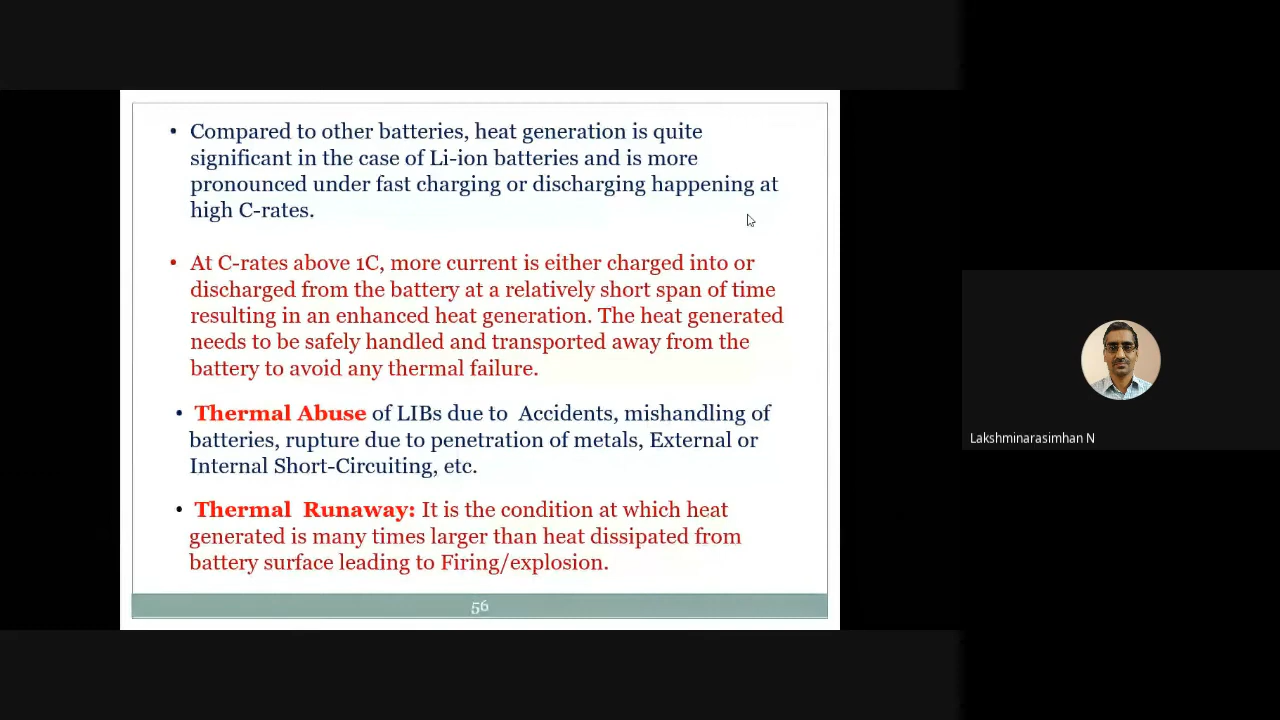 • Compared to other batteries, heat generation is quite
significant in the case of Li-ion batteries and is more
pronounced under fast charging or discharging happening at
high C-rates.
• At C-rates above 1C, more current is either charged into or
discharged from the battery at a relatively short span of time
resulting in an enhanced heat generation. The heat generated
needs to be safely handled and transported away from the
battery to avoid any thermal failure.
• Thermal Abuse of LIBs due to Accidents, mishandling of
batteries, rupture due to penetration of metals, External or
Internal Short-Circuiting, etc.
• Thermal Runaway: It is the condition at which heat
generated is many times larger than heat dissipated from
battery surface leading to Firing/explosion.
56
Lakshminarasimhan N